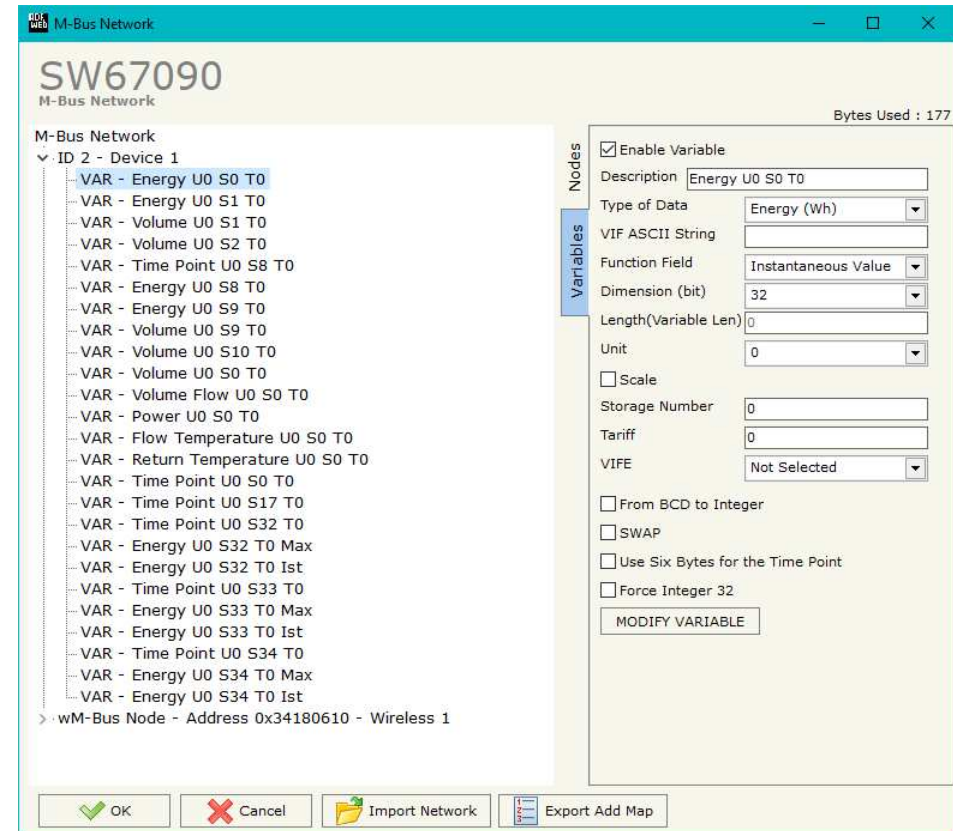 ADF
WEB
M-Bus Network
SW67090
M-Bus Network
Bytes Used : 177
M-Bus Network
ID 2 - Device 1
VAR - Energy U0 S0 T0
VAR - Energy U0 S1 T0
VAR - Volume U0 S1 T0
VAR - Volume U0 S2 T0
VAR - Time Point U0 S8 T0
VAR - Energy U0 S8 T0
VAR - Energy U0 S9 T0
VAR - Volume U0 S9 T0
VAR - Volume U0 S10 T0
VAR - Volume U0 S0 T0
VAR - Volume Flow U0 S0 T0
VAR - Power U0 S0 T0
VAR - Flow Temperature U0 S0 T0
VAR - Return Temperature U0 S0 T0
VAR - Time Point U0 S0 T0
VAR - Time Point U0 S17 T0
VAR - Time Point U0 S32 T0
VAR - Energy U0 S32 T0 Max
VAR - Energy U0 S32 T0 Ist
VAR - Time Point U0 S33 T0
VAR - Energy U0 S33 T0 Max
VAR - Energy U0 S33 T0 Ist
VAR - Time Point U0 S34 T0
VAR - Energy U0 S34 T0 Max
VAR - Energy U0 S34 T0 Ist
wM-Bus Node - Address 0x34180610 - Wireless 1
Nodes
Variables
Enable Variable
Description Energy U0 S0 T0
Type of Data Energy (Wh)
VIF ASCII String
Function Field Instantaneous Value
Dimension (bit) 32
Length(Variable Len) 0
Unit 0
Scale
Storage Number 0
Tariff 0
VIFE Not Selected
From BCD to Integer
SWAP
Use Six Bytes for the Time Point
Force Integer 32
MODIFY VARIABLE
OK Cancel Import Network Export Add Map